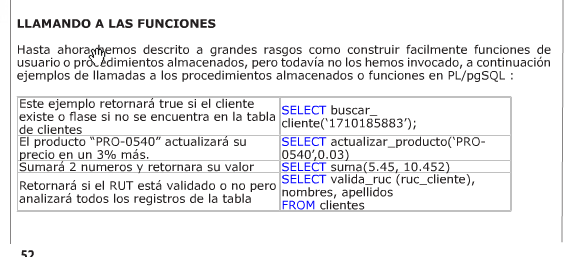 LLAMANDO A LAS FUNCIONES
Hasta ahora hemos descrito a grandes rasgos como construir facilmente funciones de
usuario o procedimientos almacenados, pero todavía no los hemos invocado, a continuación
ejemplos de llamadas a los procedimientos almacenados o funciones en PL/pgSQL :
Este ejemplo retornará true si el cliente
existe o flase si no se encuentra en la tabla
de clientes
SELECT buscar_
cliente(‘1710185883’);
El producto “PRO-0540” actualizará su
precio en un 3% más.
SELECT actualizar_producto(‘PRO-
0540’,0.03)
Sumará 2 numeros y retornara su valor
SELECT suma(5.45, 10.452)
Retornará si el RUT está validado o no pero
analizará todos los registros de la tabla
SELECT valida_ruc (ruc_cliente),
nombres, apellidos
FROM clientes
52